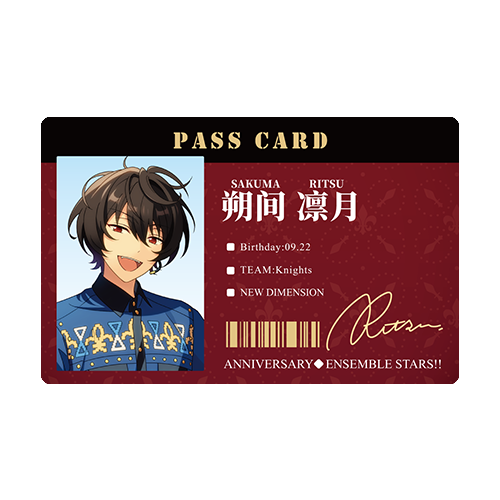 PASS CARD
SAKUMA RITSU
朔间 凛月
Birthday:09.22
TEAM:Knights
NEW DIMENSION
Ritsu.
ANNIVERSARY◆ENSEMBLE STARS!!